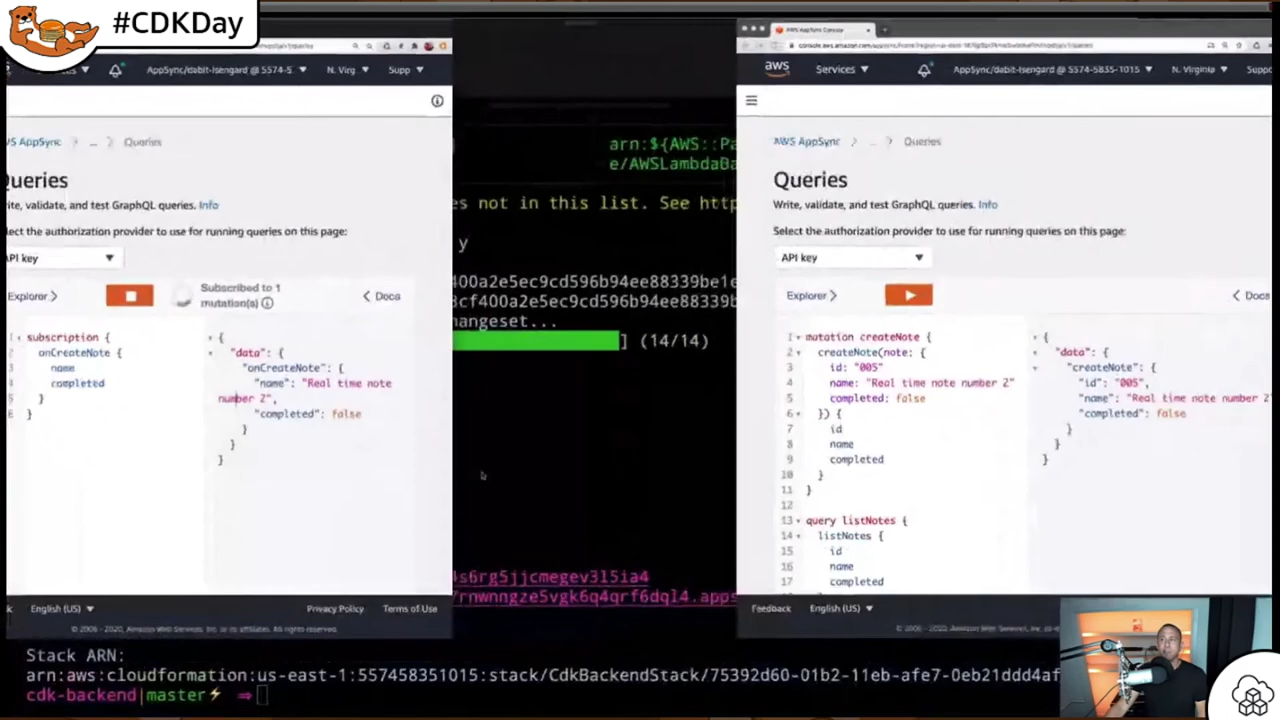 #CDKDay
AppSync/dabit-Isengard @ 5574-5
N. Virg
Supp
AppSync
...
Queries
Queries
rite, validate, and test GraphQL queries. Info
elect the authorization provider to use for running queries on this page:
API key
Explorer
Subscribed to 1
mutation(s)
Docs
subscription {
onCreateNote {
name
completed
}
}
{
"data": {
"onCreateNote": {
"name": "Real time note
number 2",
"completed": false
}
}
}
English (US)
Privacy Policy
Terms of Use
arn:${AWS::Pa
e/AWSLambdaBa
es not in this list. See http
y
hangeset...
] (14/14)
4s6rg5jjcmegev3l5ia4
AWS AppSync Console
aws
Services
AppSync/dabit-Isengard @ 5574-5835-1015
N. Virginia
Suppo
AWS AppSync
...
Queries
Queries
Write, validate, and test GraphQL queries. Info
Select the authorization provider to use for running queries on this page:
API key
Explorer
Docs
1 mutation createNote {
2 createNote(note: {
3 id: "005"
4 name: "Real time note number 2"
5 completed: false
6 }) {
7 id
8 name
9 completed
10 }
11 }
12
13 query listNotes {
14 listNotes {
15 id
16 name
17 completed
{
"data": {
"createNote": {
"id": "005",
"name": "Real time note number 2"
"completed": false
}
}
}
Feedback
English (US)
Stack ARN:
arn:aws:cloudformation:us-east-1:557458351015:stack/CdkBackendStack/75392d60-01b2-11eb-afe7-0eb21ddd4af
cdk-backend|master⚡ ⇒